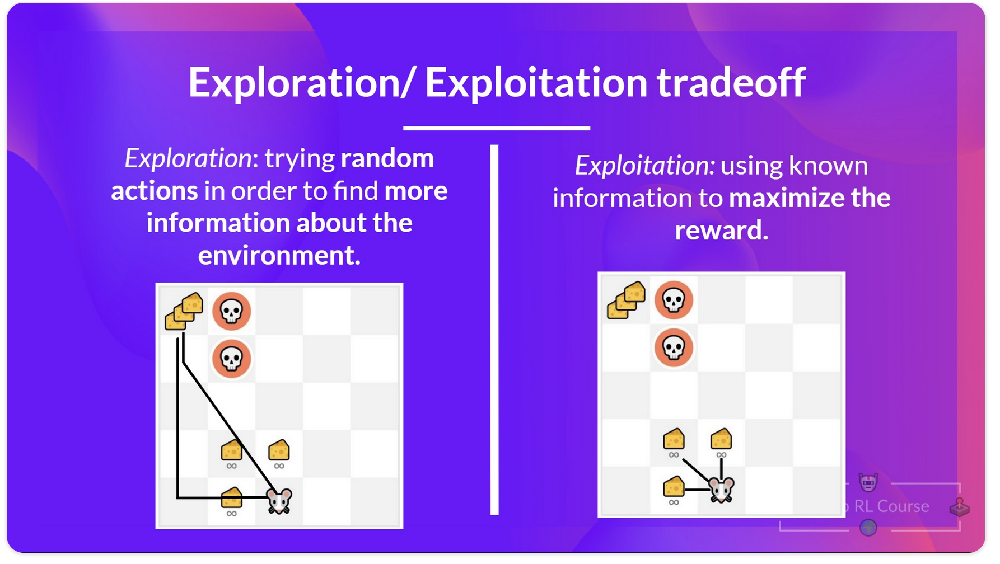 Exploration/ Exploitation tradeoff
Exploration: trying random
actions in order to find more
information about the
environment.
Exploitation: using known
information to maximize the
reward.
∞
∞
∞
∞
∞
∞
RL Course